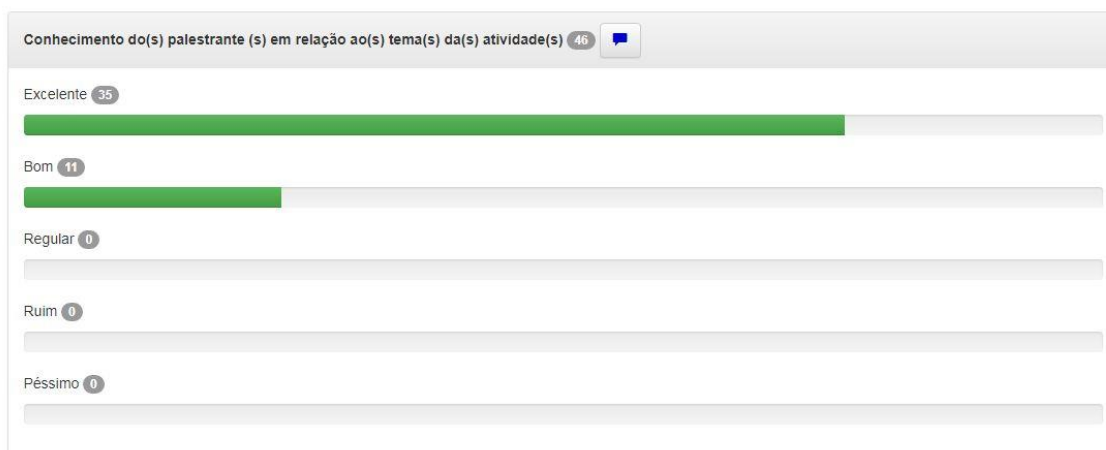 Conhecimento do(s) palestrante (s) em relação ao(s) tema(s) da(s) atividade(s) 46
Excelente 35
Bom 11
Regular 0
Ruim 0
Péssimo 0